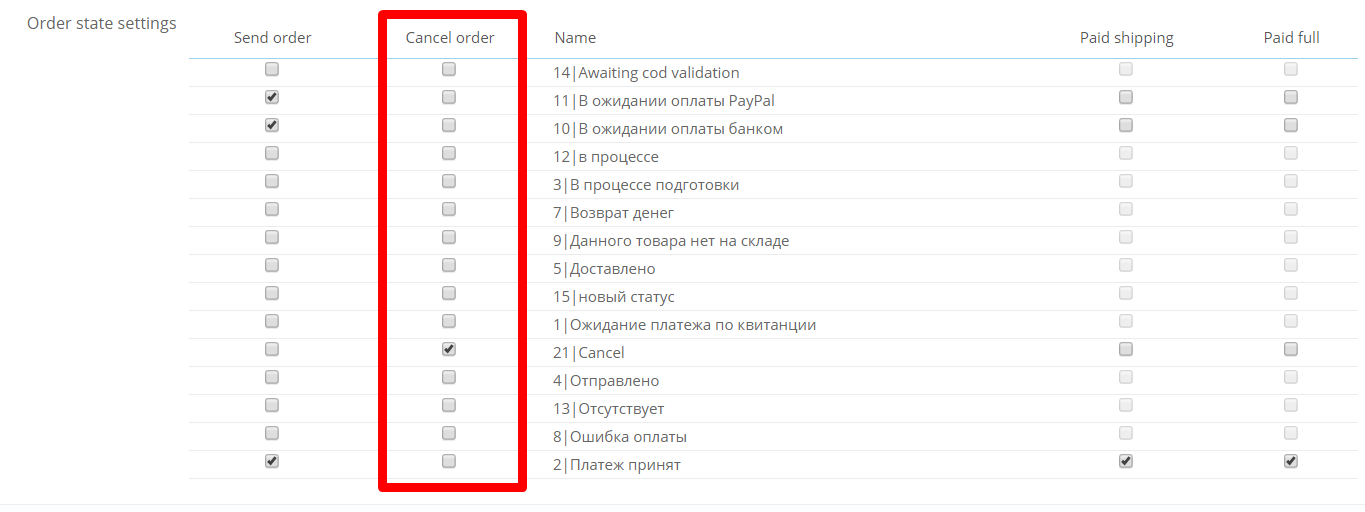 Order state settings
Send order Cancel order Name Paid shipping Paid full
14|Awaiting cod validation
11|В ожидании оплаты PayPal
10|В ожидании оплаты банком
12|в процессе
3|В процессе подготовки
7|Возврат денег
9|Данного товара нет на складе
5|Доставлено
15|новый статус
1|Ожидание платежа по квитанции
21|Cancel
4|Отправлено
13|Отсутствует
8|Ошибка оплаты
2|Платеж принят